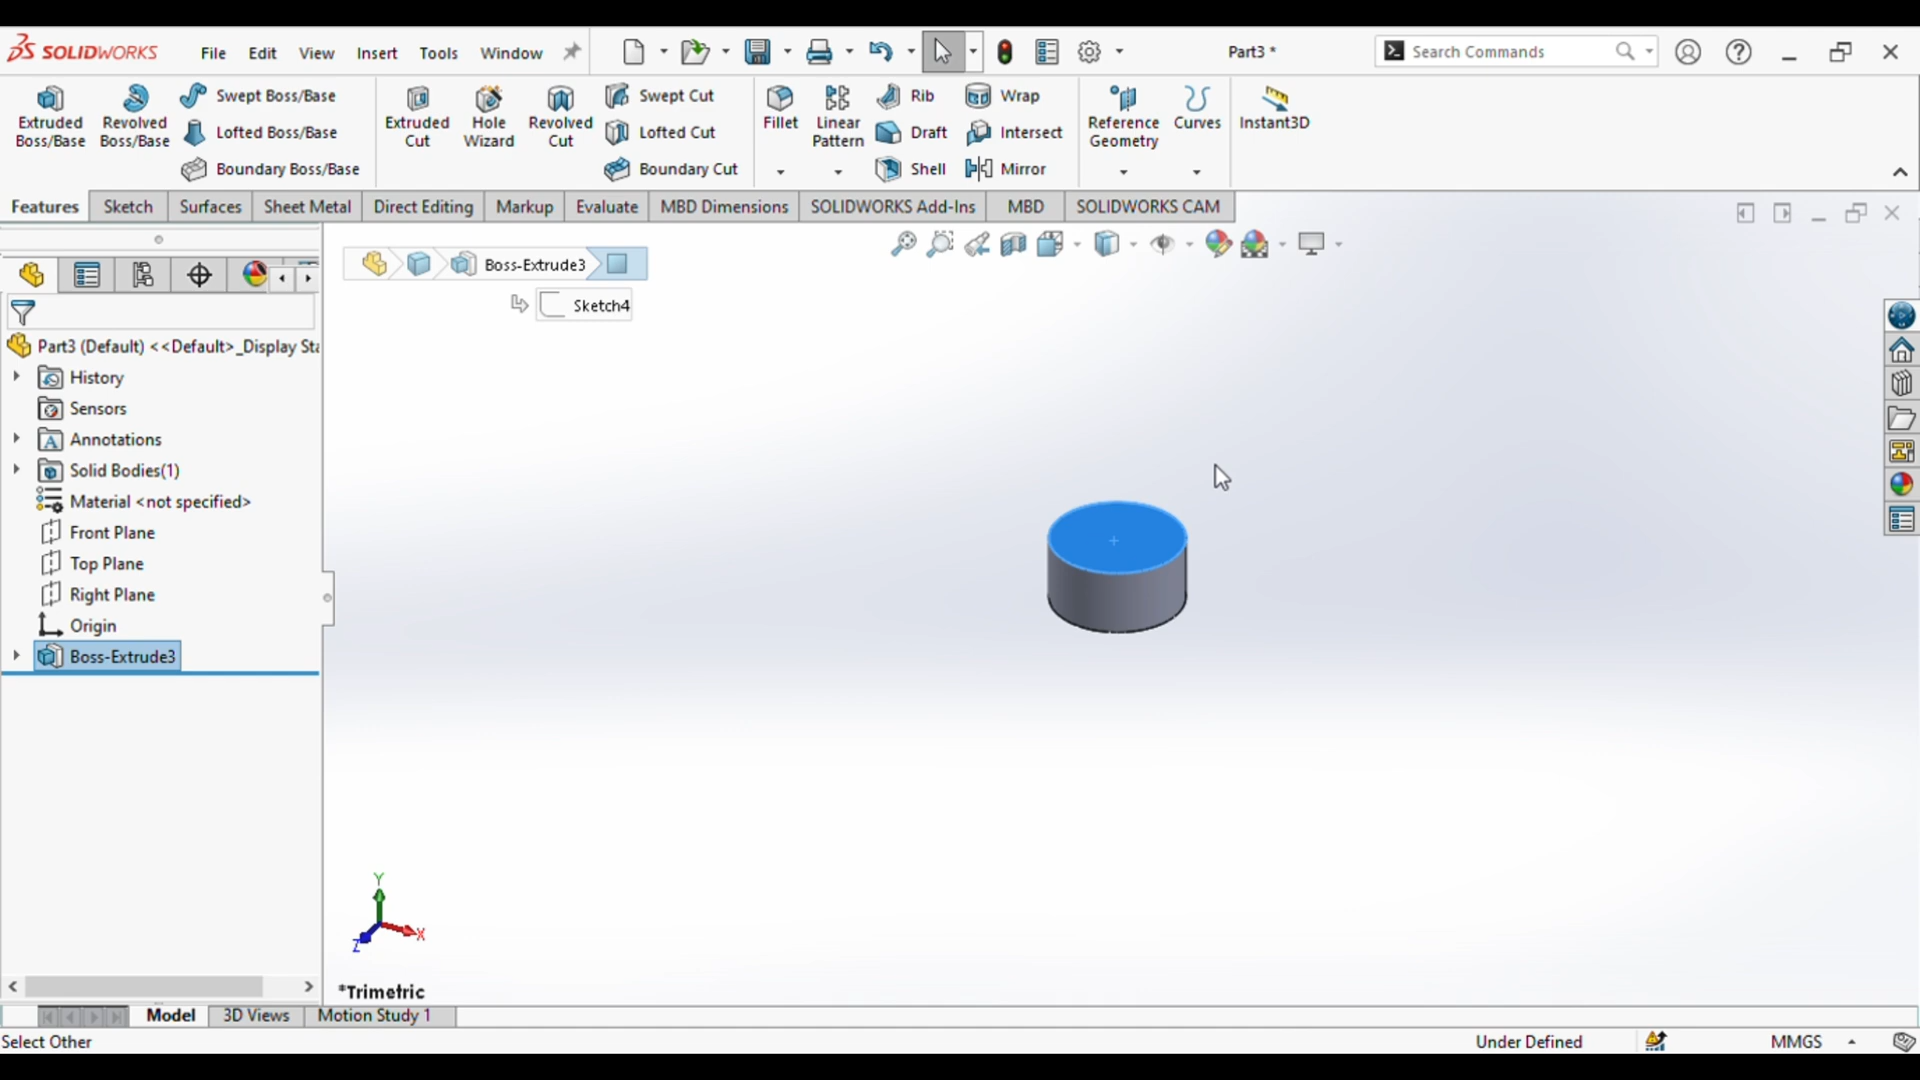 SOLIDWORKS File Edit View Insert Tools Window Part3 * Search Commands
Extruded Boss/Base
Revolved Boss/Base
Swept Boss/Base
Lofted Boss/Base
Boundary Boss/Base
Extruded Cut
Hole Wizard
Revolved Cut
Swept Cut
Lofted Cut
Boundary Cut
Fillet
Linear Pattern
Rib
Draft
Shell
Wrap
Intersect
Mirror
Reference Geometry
Curves
Instant3D
Features Sketch Surfaces Sheet Metal Direct Editing Markup Evaluate MBD Dimensions SOLIDWORKS Add-Ins MBD SOLIDWORKS CAM
Boss-Extrude3
Sketch4
Part3 (Default) <<Default>_Display Sta
History
Sensors
Annotations
Solid Bodies(1)
Material <not specified>
Front Plane
Top Plane
Right Plane
Origin
Boss-Extrude3
Y
X
Z
*Trimetric
Model 3D Views Motion Study 1
Select Other Under Defined MMGS